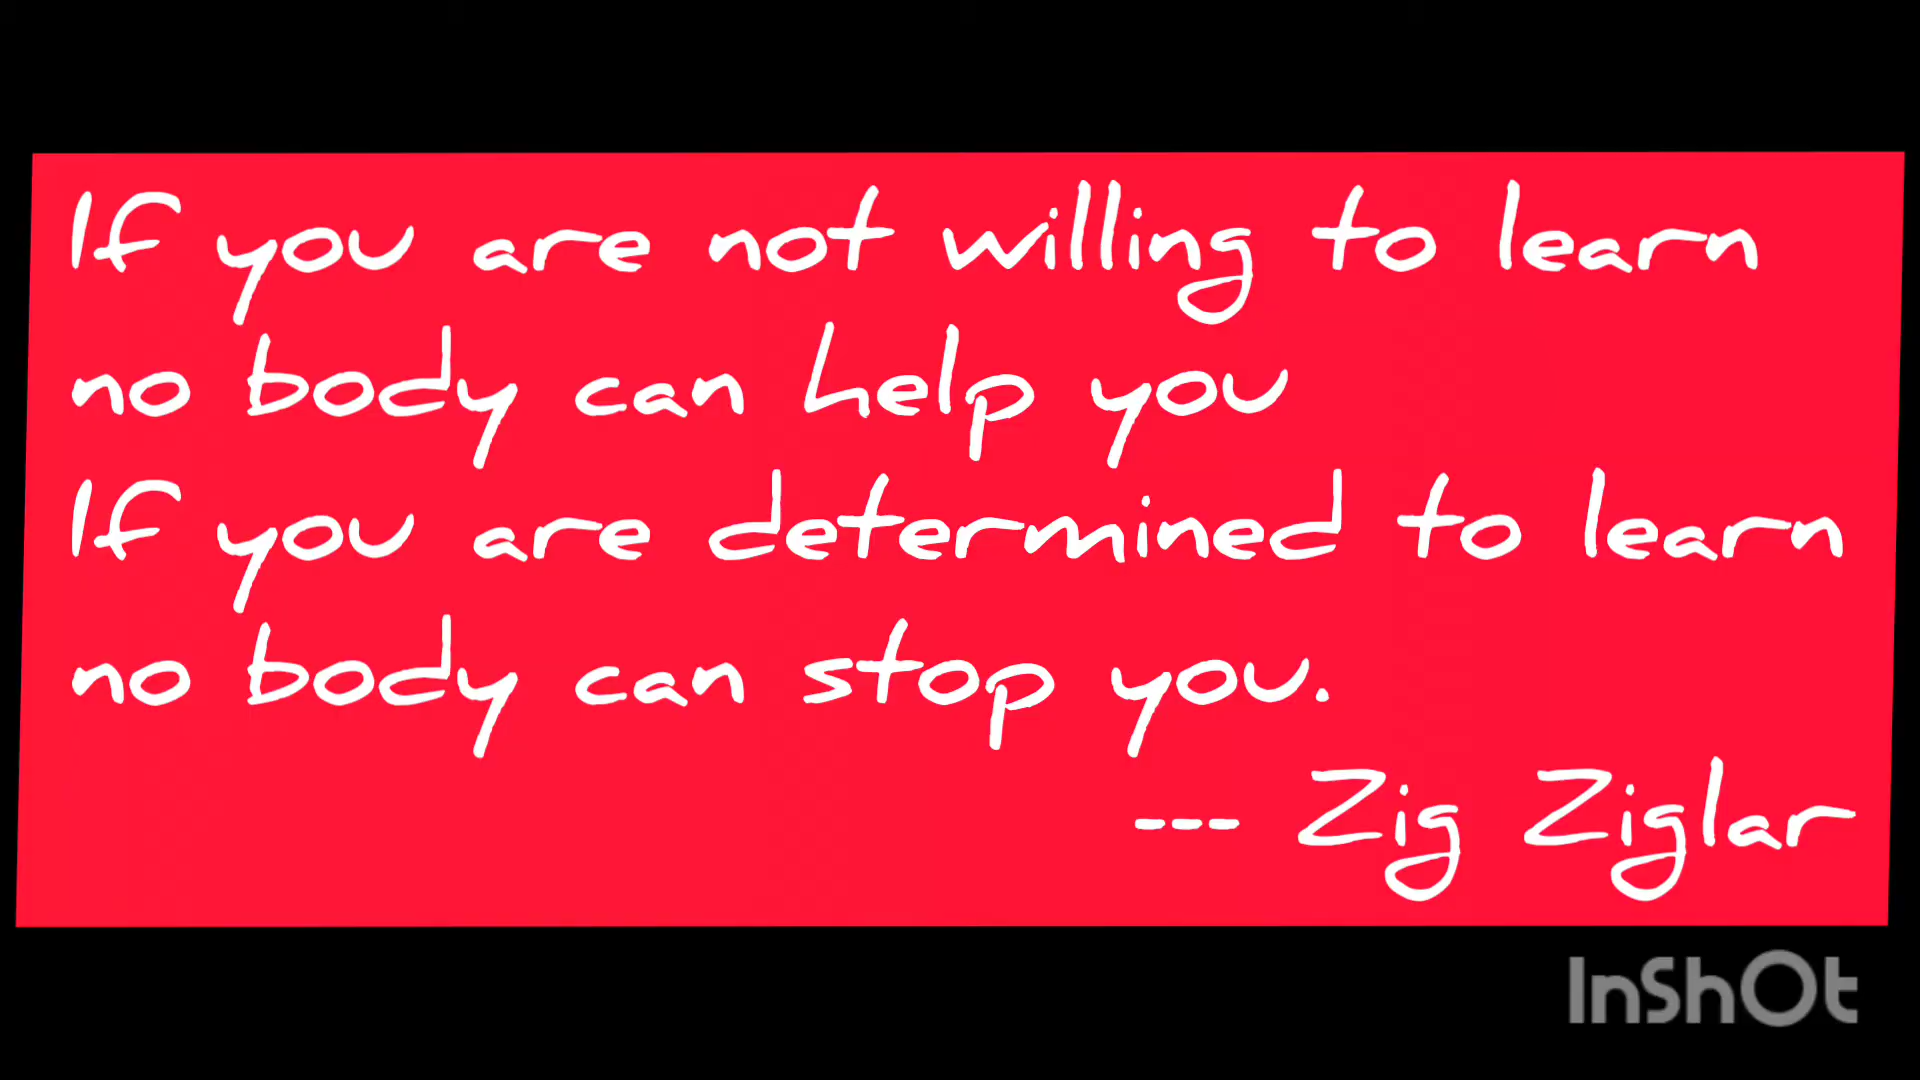 If you are not willing to learn
no body can help you
If you are determined to learn
no body can stop you.
--- Zig Ziglar
InShOt